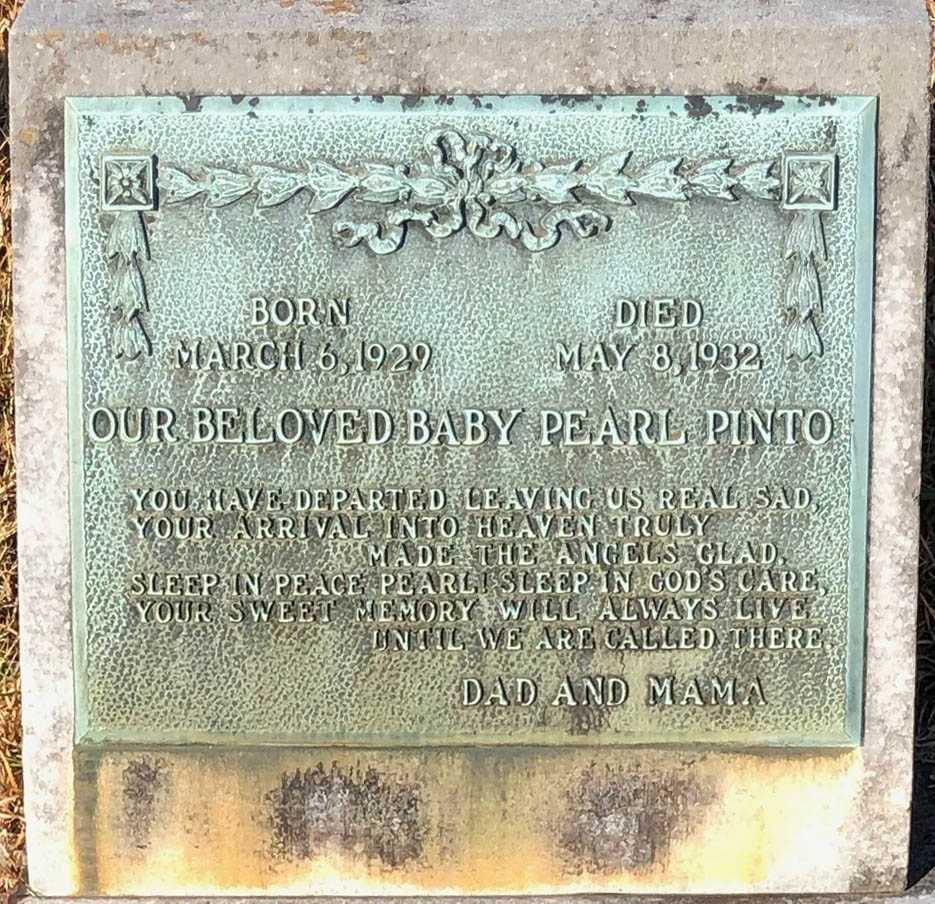 BORN DIED
MARCH 6, 1929 MAY 8, 1932
OUR BELOVED BABY PEARL PINTO
YOU HAVE DEPARTED LEAVING US REAL SAD,
YOUR ARRIVAL INTO HEAVEN TRULY
MADE THE ANGELS GLAD.
SLEEP IN PEACE PEARL! SLEEP IN GOD'S CARE,
YOUR SWEET MEMORY WILL ALWAYS LIVE
UNTIL WE ARE CALLED THERE.
DAD AND MAMA